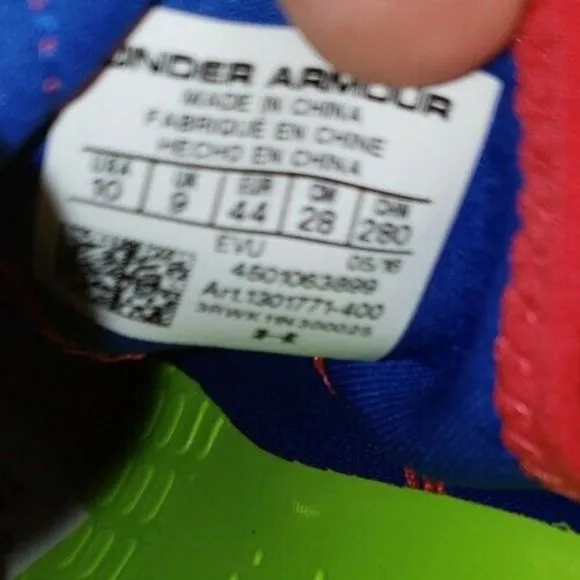 UNDER ARMOUR
MADE IN CHINA
FABRIQUÉ EN CHINE
HECHO EN CHINA
USA UK EUR CM CHN
10 9 44 28 280
EVU 05/16
4501063899
Art.1301771-400
3RWK11N300025